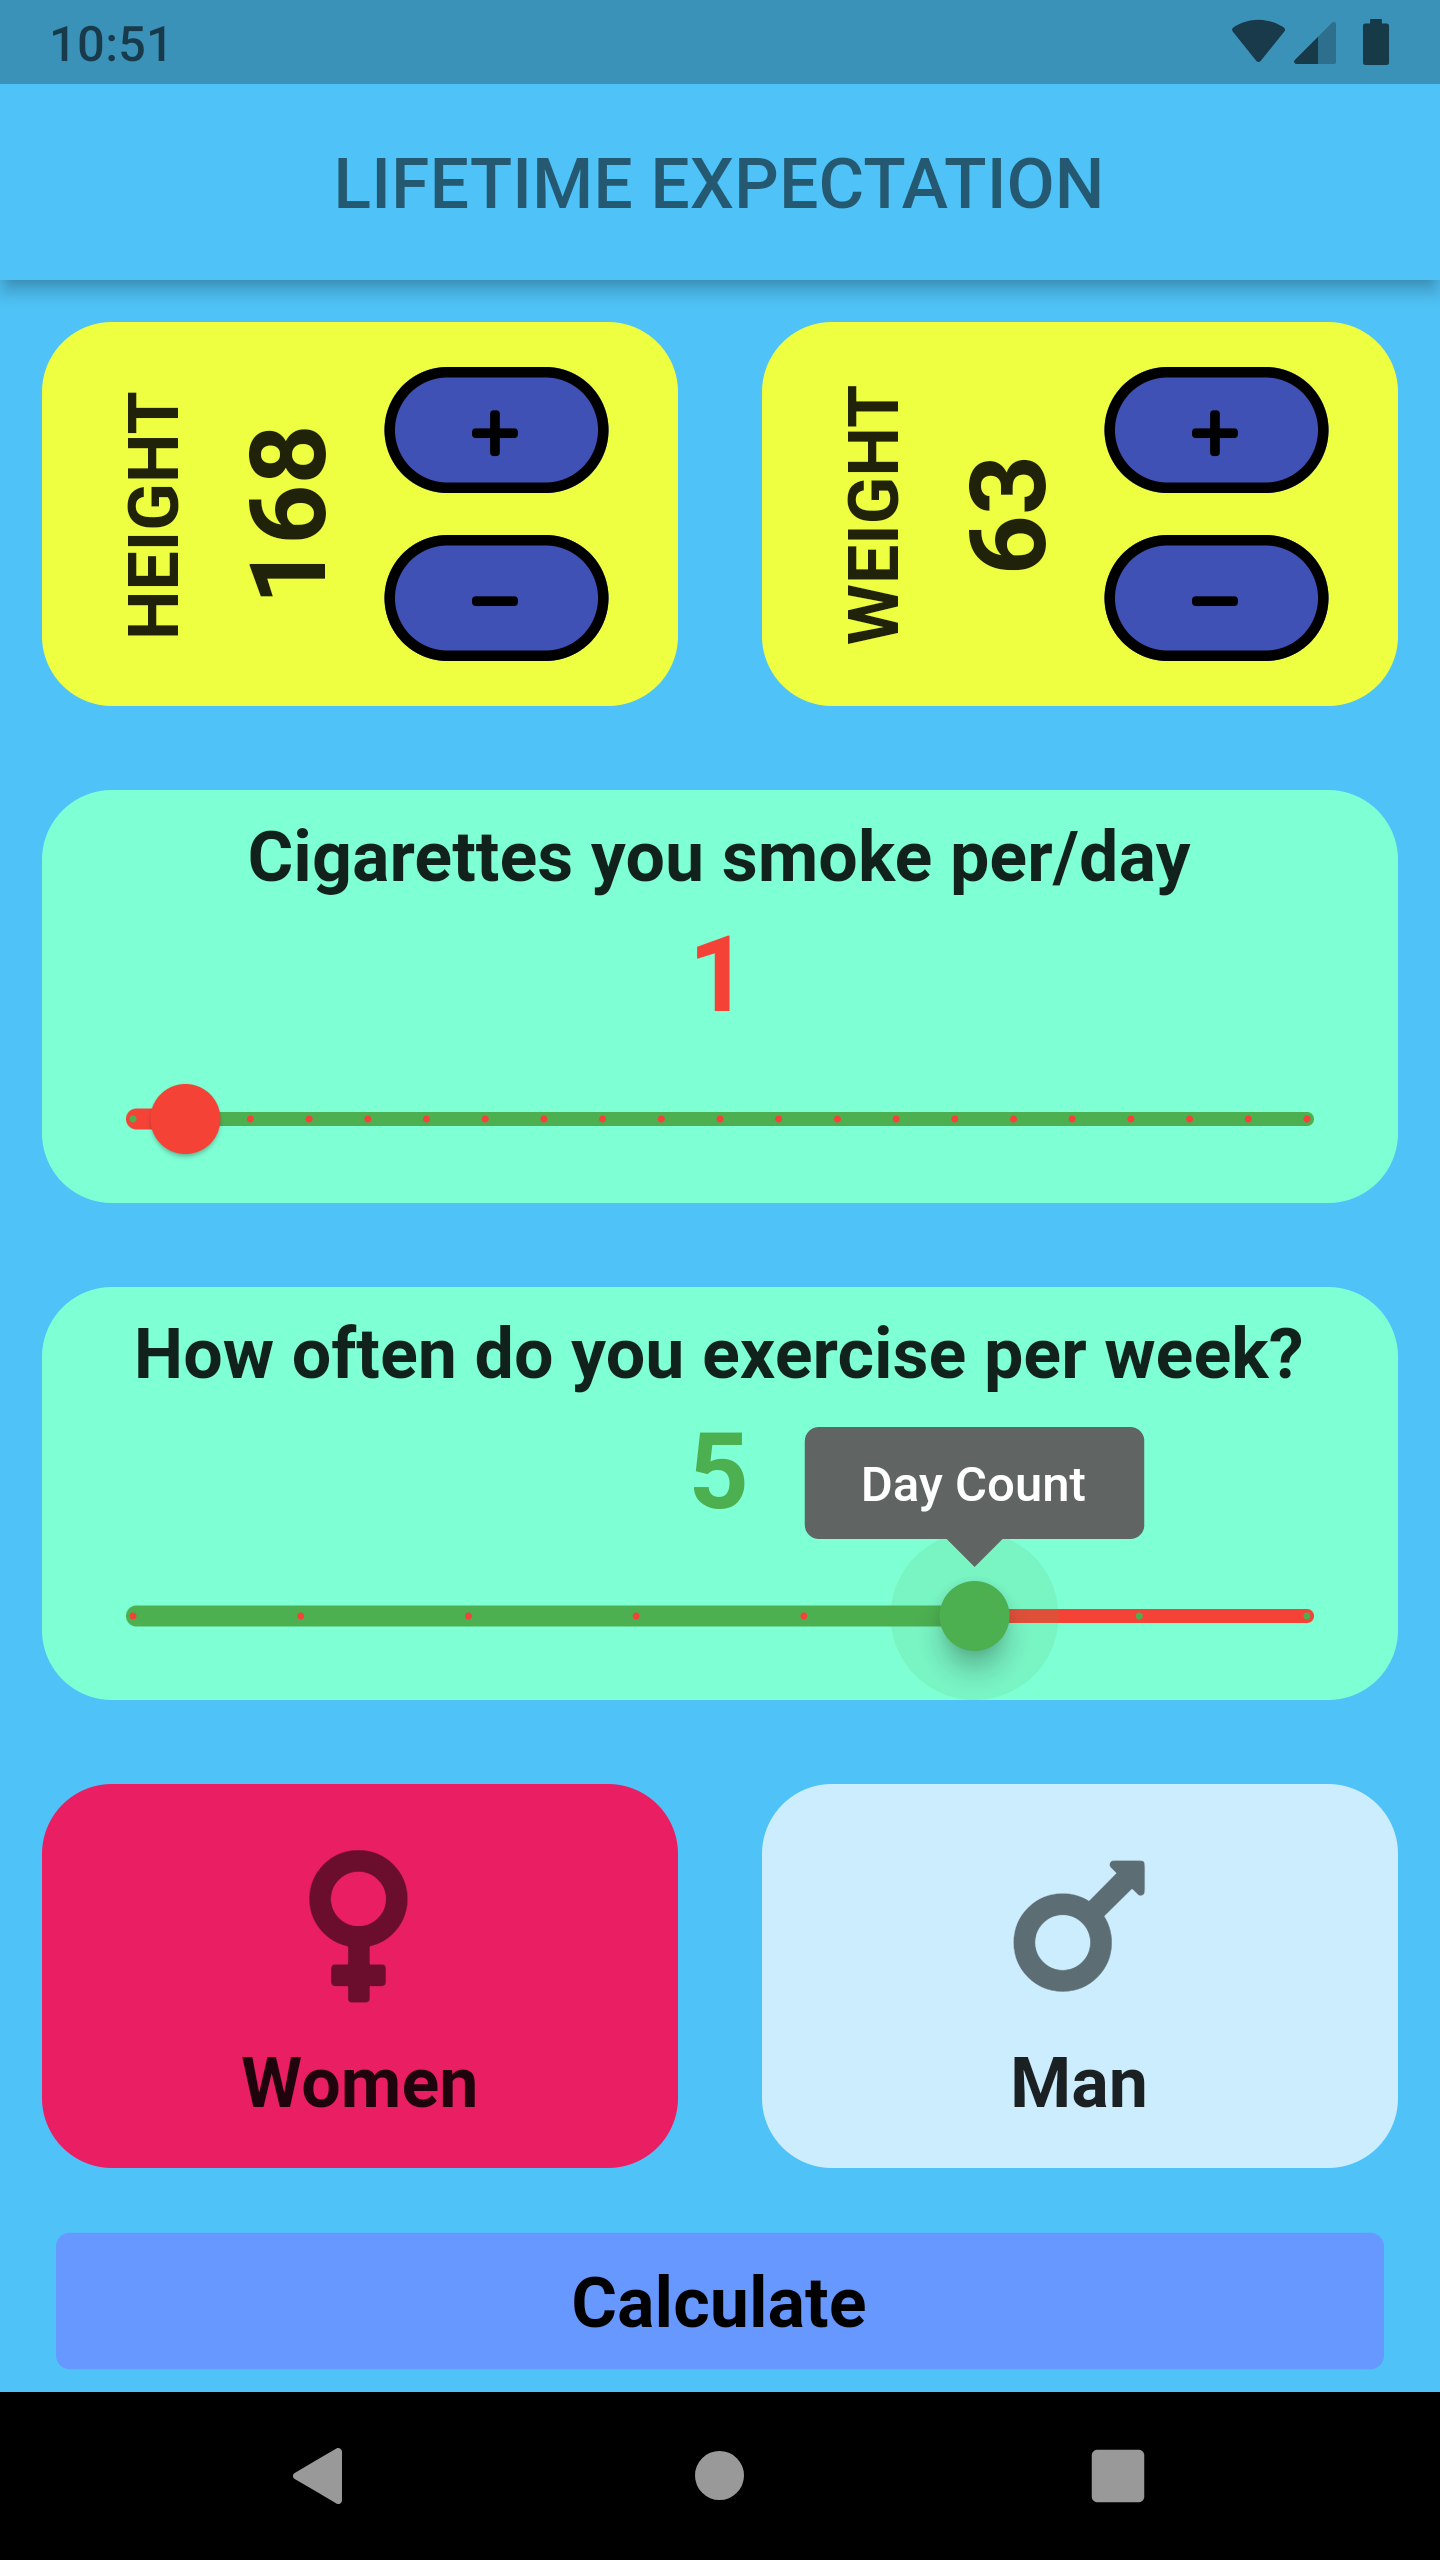 10:51
LIFETIME EXPECTATION
HEIGHT
168
+
-
WEIGHT
63
+
-
Cigarettes you smoke per/day
1
How often do you exercise per week?
5
Day Count
Women
Man
Calculate